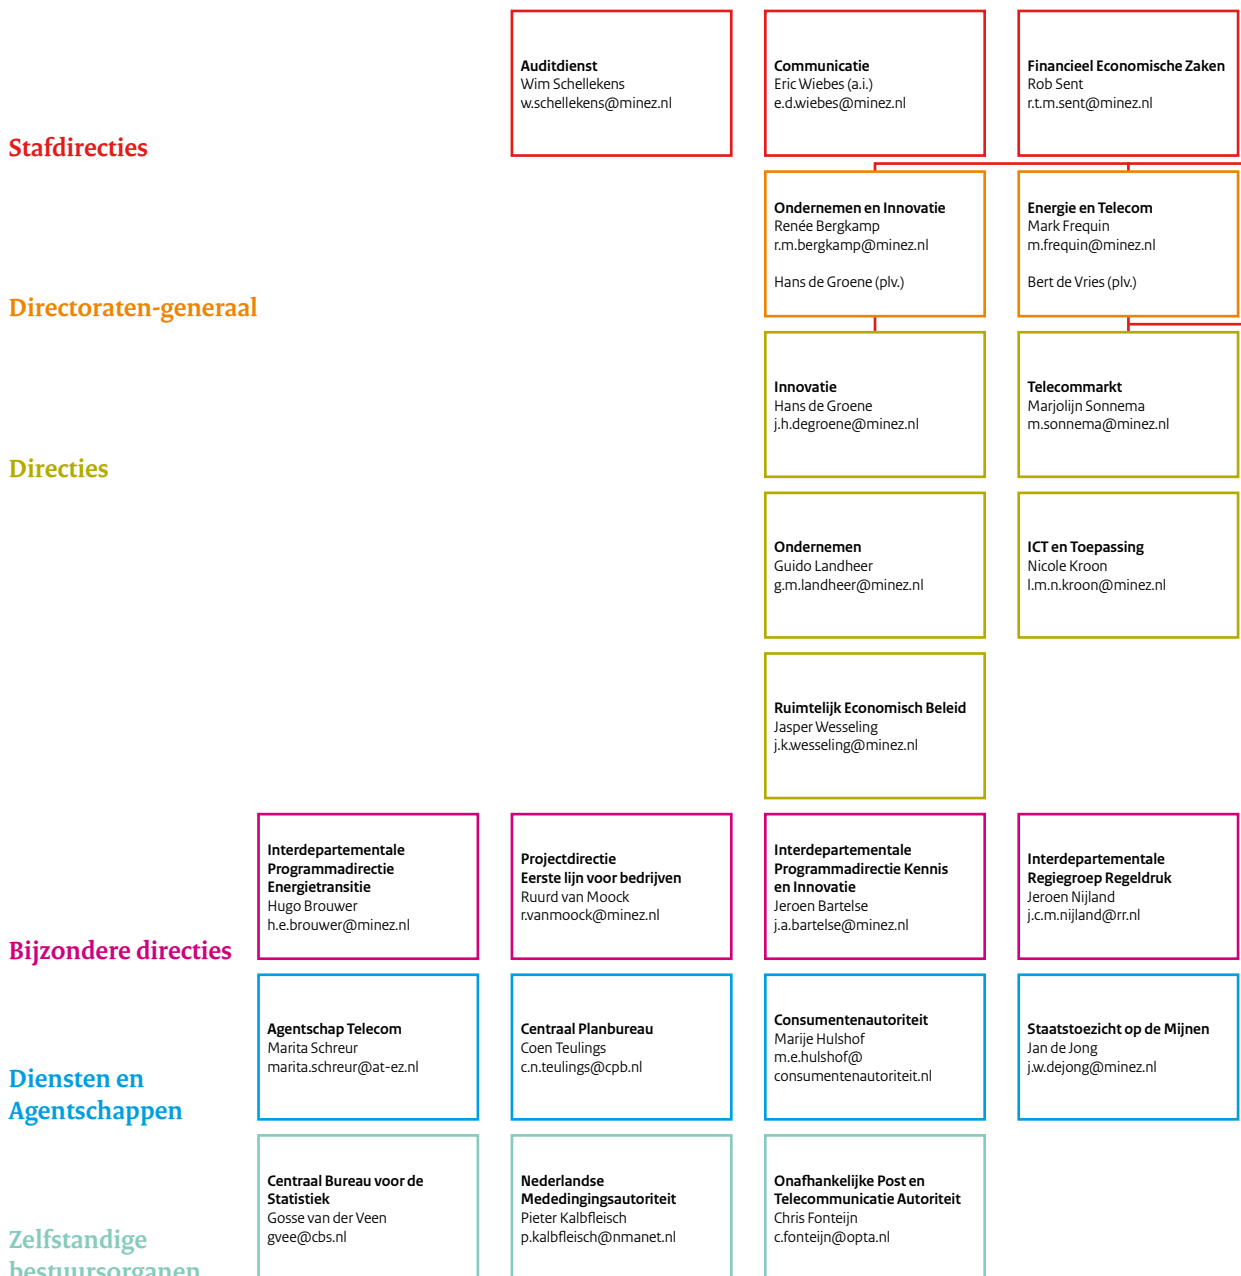 Stafdirecties
Auditdienst
Wim Schellekens
w.schellekens@minez.nl
Communicatie
Eric Wiebes (a.i.)
e.d.wiebes@minez.nl
Financieel Economische Zaken
Rob Sent
r.t.m.sent@minez.nl
Directoraten-generaal
Ondernemen en Innovatie
Renée Bergkamp
r.m.bergkamp@minez.nl
Hans de Groene (plv.)
Energie en Telecom
Mark Frequin
m.frequin@minez.nl
Bert de Vries (plv.)
Directies
Innovatie
Hans de Groene
j.h.degroene@minez.nl
Telecommarkt
Marjolijn Sonnema
m.sonnema@minez.nl
Ondernemen
Guido Landheer
g.m.landheer@minez.nl
ICT en Toepassing
Nicole Kroon
l.m.n.kroon@minez.nl
Ruimtelijk Economisch Beleid
Jasper Wesseling
j.k.wesseling@minez.nl
Bijzondere directies
Interdepartementale
Programmadirectie
Energietransitie
Hugo Brouwer
h.e.brouwer@minez.nl
Projectdirectie
Eerste lijn voor bedrijven
Ruurd van Moock
r.vanmoock@minez.nl
Interdepartementale
Programmadirectie Kennis
en Innovatie
Jeroen Bartelse
j.a.bartelse@minez.nl
Interdepartementale
Regiegroep Regeldruk
Jeroen Nijland
j.c.m.nijland@rr.nl
Diensten en
Agentschappen
Agentschap Telecom
Marita Schreur
marita.schreur@at-ez.nl
Centraal Planbureau
Coen Teulings
c.n.teulings@cpb.nl
Consumentenautoriteit
Marije Hulshof
m.e.hulshof@
consumentenautoriteit.nl
Staatstoezicht op de Mijnen
Jan de Jong
j.w.dejong@minez.nl
Zelfstandige
bestuursorganen
Centraal Bureau voor de
Statistiek
Gosse van der Veen
gvee@cbs.nl
Nederlandse
Mededingingsautoriteit
Pieter Kalbfleisch
p.kalbfleisch@nmanet.nl
Onafhankelijke Post en
Telecommunicatie Autoriteit
Chris Fonteijn
c.fonteijn@opta.nl